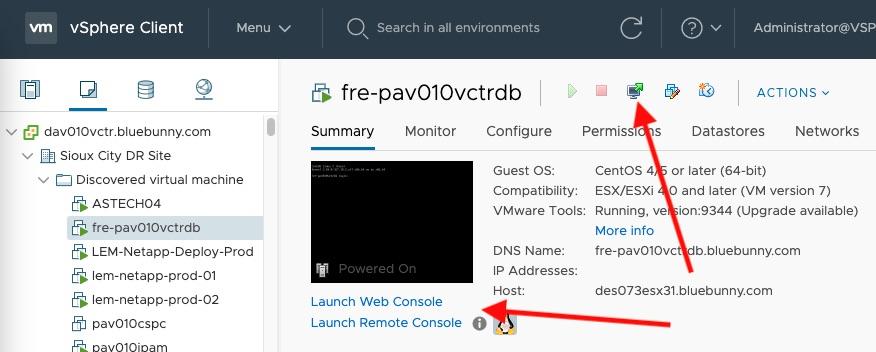 vm vSphere Client Menu Search in all environments Administrator@VSP
fre-pav010vctrdb ACTIONS
dav010vctr.bluebunny.com
Sioux City DR Site
Discovered virtual machine
ASTECH04
fre-pav010vctrdb
LEM-Netapp-Deploy-Prod
lem-netapp-prod-01
lem-netapp-prod-02
pav010cspc
pav010ipam
Summary Monitor Configure Permissions Datastores Networks
Powered On
Launch Web Console
Launch Remote Console
Guest OS: CentOS 4/5 or later (64-bit)
Compatibility: ESX/ESXi 4.0 and later (VM version 7)
VMware Tools: Running, version:9344 (Upgrade available)
More info
DNS Name: fre-pav010vctrdb.bluebunny.com
IP Addresses:
Host: des073esx31.bluebunny.com